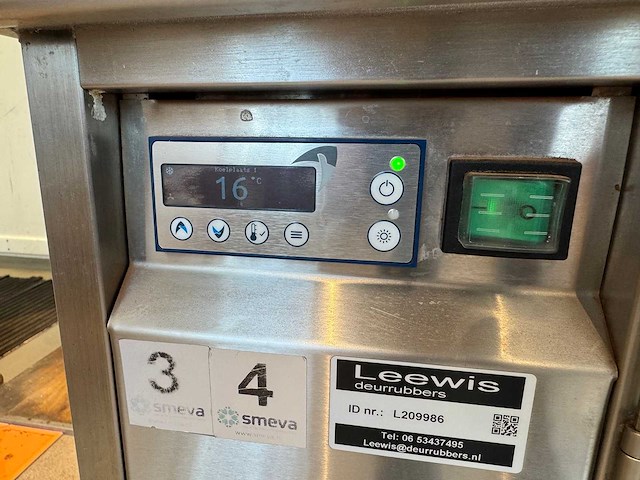 Koelplaats 1
16 °C
3
smeva
4
smeva
Leewis
deurrubbers
ID nr.: L209986
Tel: 06 53437495
Leewis@deurrubbers.nl